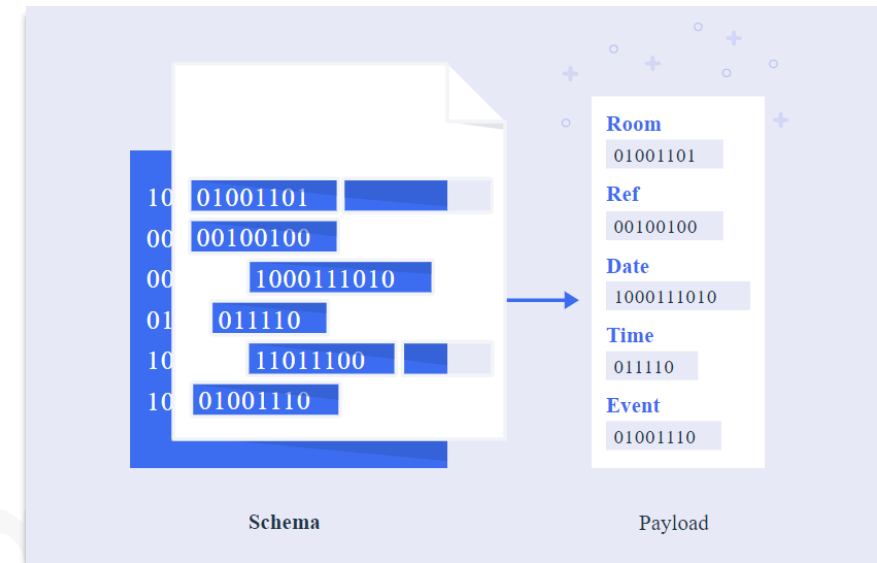 10 01001101
00 00100100
00 1000111010
01 011110
10 11011100
10 01001110
Schema
Room
01001101
Ref
00100100
Date
1000111010
Time
011110
Event
01001110
Payload